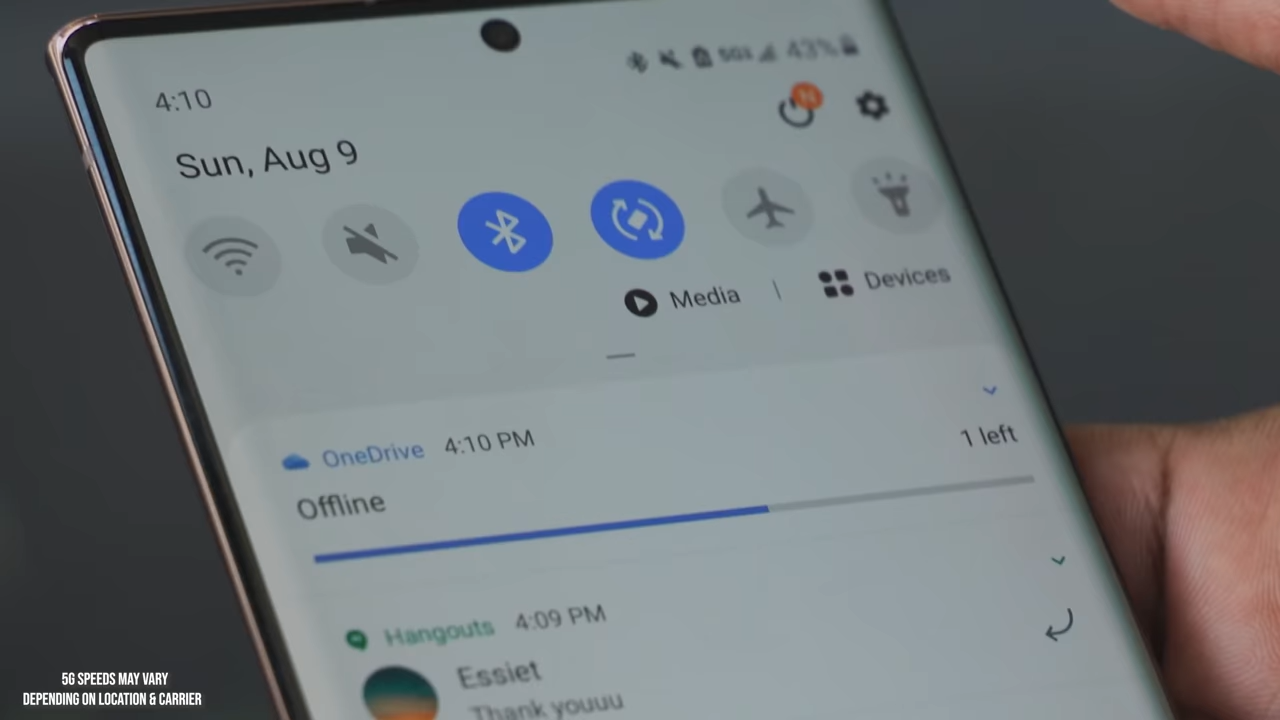 4:10
43%
N
Sun, Aug 9
Media | Devices
OneDrive 4:10 PM
1 left
Offline
Hangouts 4:09 PM
Essiet
Thank youuu
5G SPEEDS MAY VARY
DEPENDING ON LOCATION & CARRIER